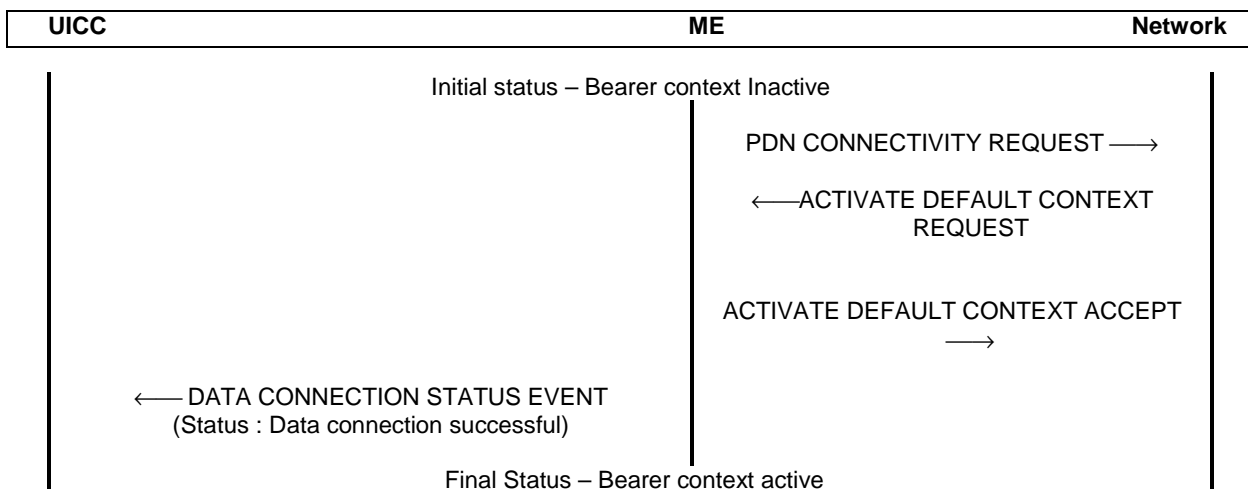 UICC ME Network
Initial status – Bearer context Inactive
PDN CONNECTIVITY REQUEST ⟶
⟵ACTIVATE DEFAULT CONTEXT
REQUEST
ACTIVATE DEFAULT CONTEXT ACCEPT
⟶
⟵ DATA CONNECTION STATUS EVENT
(Status : Data connection successful)
Final Status – Bearer context active